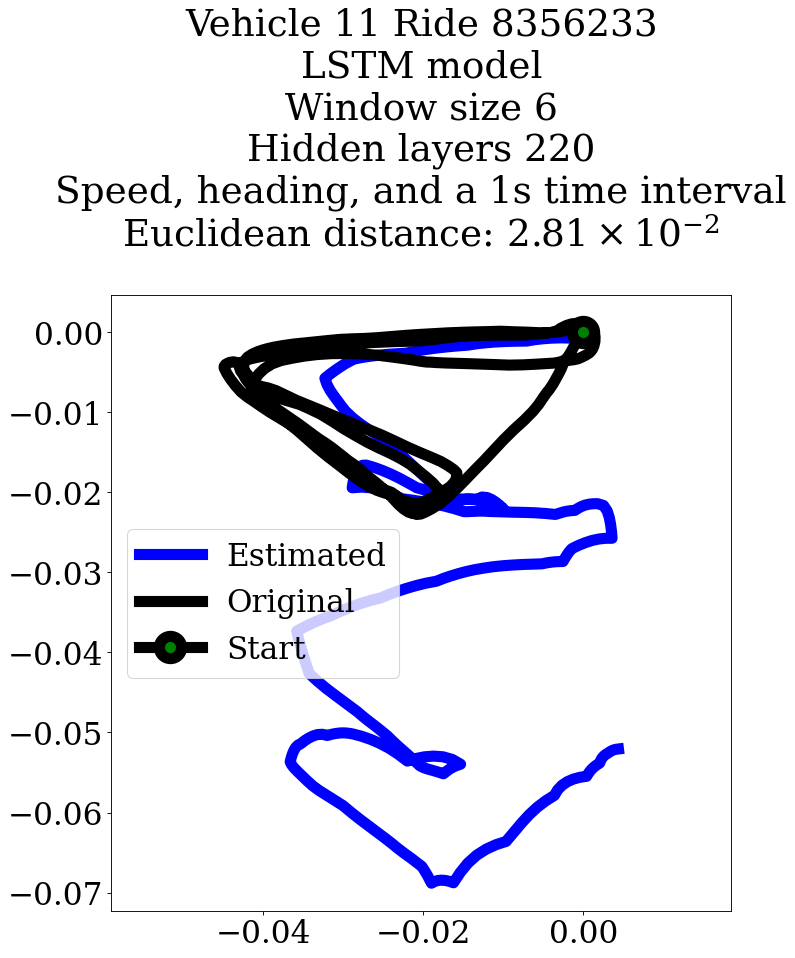 Vehicle 11 Ride 8356233
LSTM model
Window size 6
Hidden layers 220
Speed, heading, and a 1s time interval
Euclidean distance: 2.81 × 10⁻²
0.00
−0.01
−0.02
−0.03
−0.04
−0.05
−0.06
−0.07
Estimated
Original
Start
−0.04 −0.02 0.00